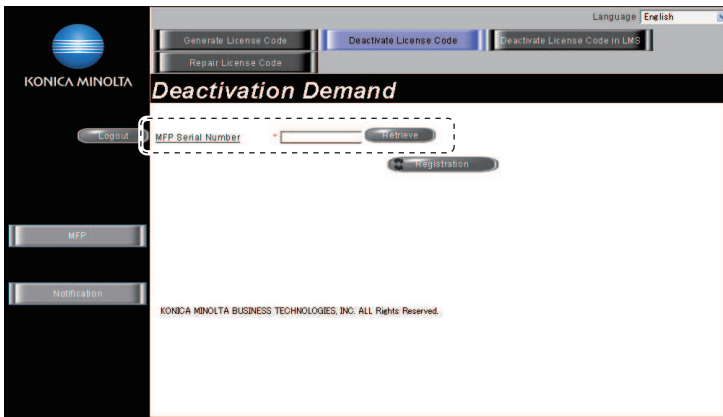 Language English
Generate License Code Deactivate License Code Deactivate License Code in LMS
Repair License Code
KONICA MINOLTA
Deactivation Demand
Logout MFP Serial Number * Retrieve
Registration
MFP
Notification
KONICA MINOLTA BUSINESS TECHNOLOGIES, INC. ALL Rights Reserved.